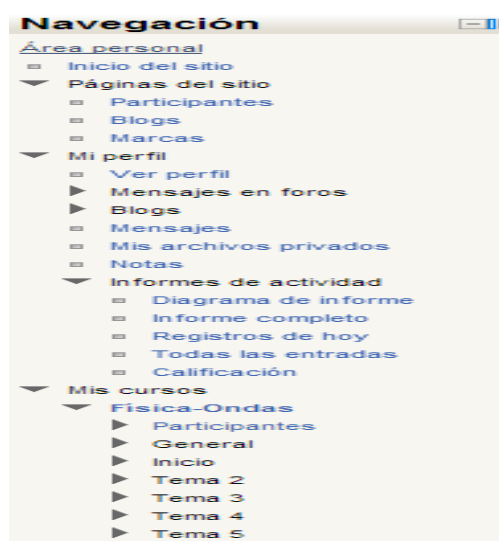 Navegación
Área personal
Inicio del sitio
Páginas del sitio
Participantes
Blogs
Marcas
Mi perfil
Ver perfil
Mensajes en foros
Blogs
Mensajes
Mis archivos privados
Notas
Informes de actividad
Diagrama de informe
Informe completo
Registros de hoy
Todas las entradas
Calificación
Mis cursos
Física-Ondas
Participantes
General
Inicio
Tema 2
Tema 3
Tema 4
Tema 5